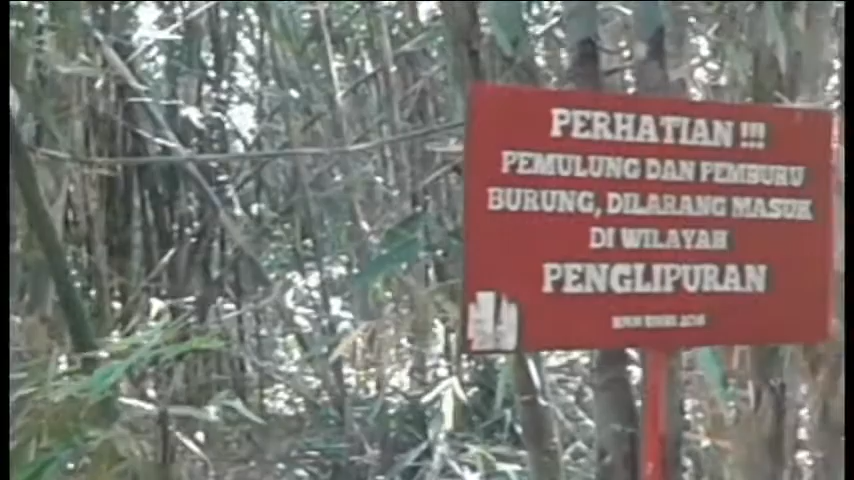 PERHATIAN !!!
PEMULUNG DAN PEMBURU
BURUNG, DILARANG MASUK
DI WILAYAH
PENGLIPURAN